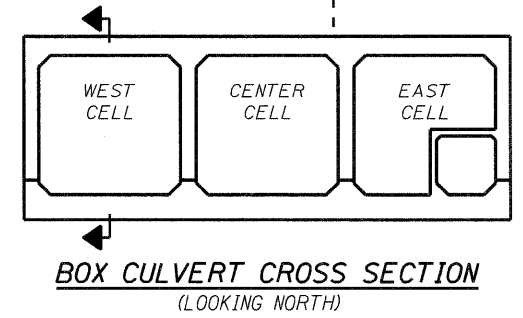 WEST
CELL
CENTER
CELL
EAST
CELL
BOX CULVERT CROSS SECTION
(LOOKING NORTH)